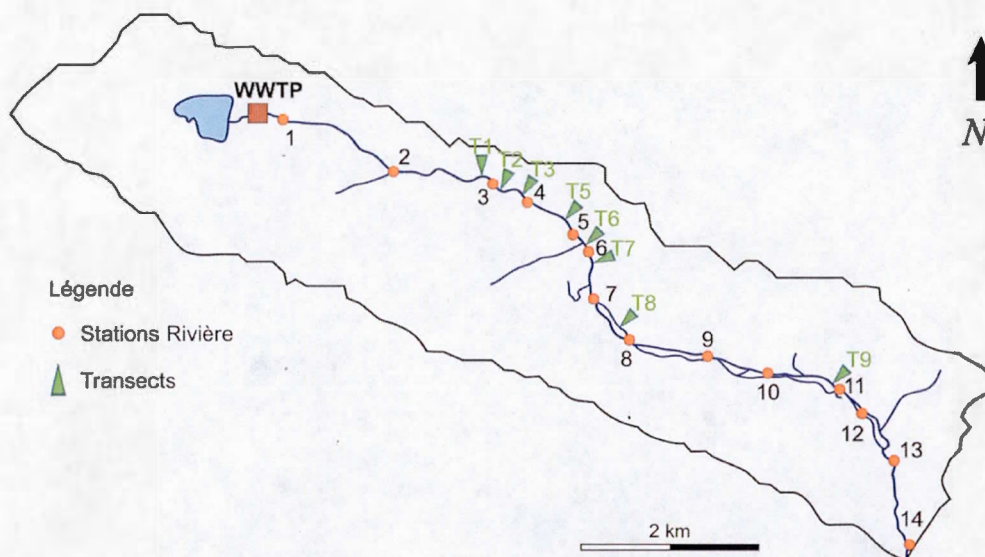 WWTP
N
1
2
T1
T2
T3
3
4
T5
5
T6
6
T7
Légende
7
T8
Stations Rivière
8
9
T9
Transects
10
11
12
13
14
2 km